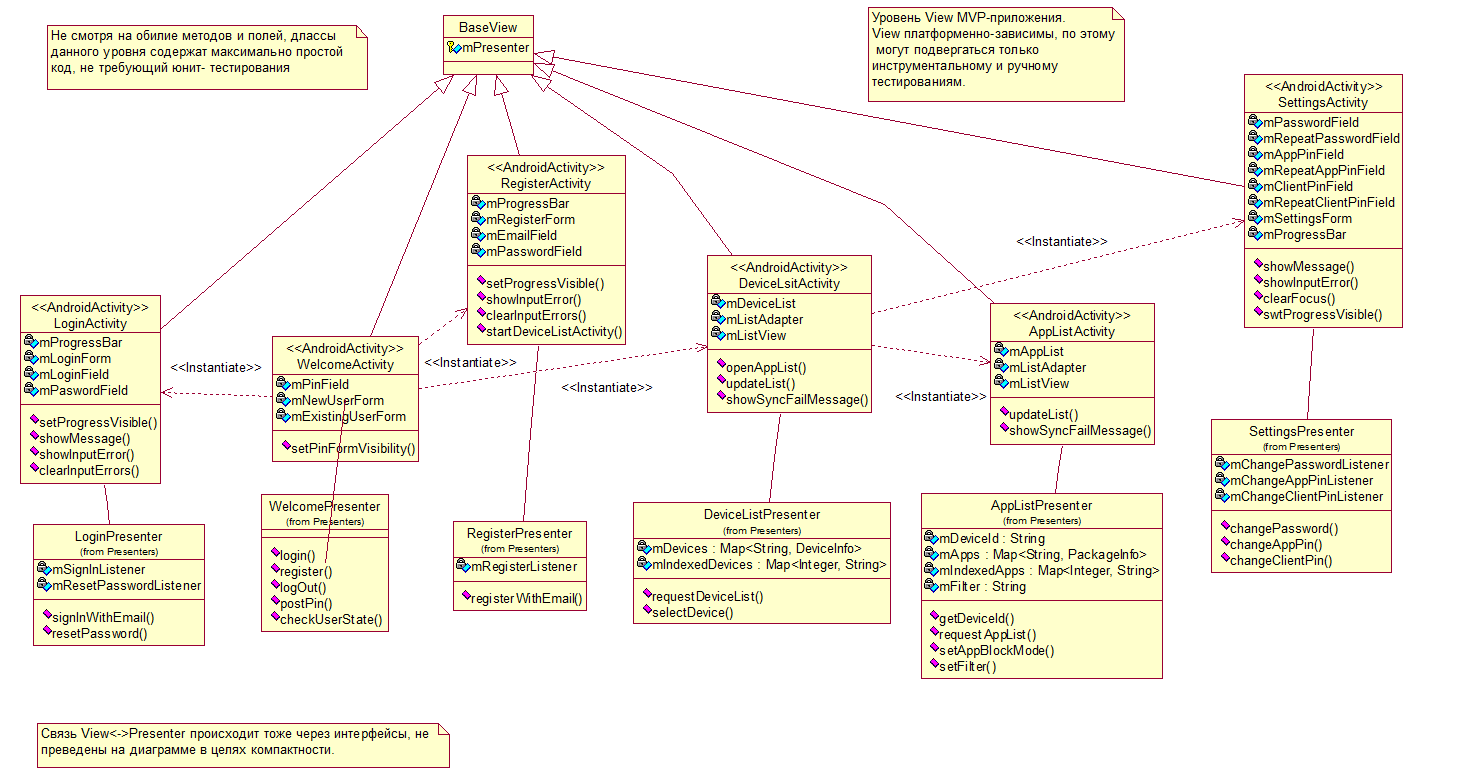 Не смотря на обилие методов и полей, длассы
данного уровня содержат максимально простой
код, не требующий юнит- тестирования
BaseView
mPresenter
Уровень View MVP-приложения.
View платформенно-зависимы, по этому
могут подвергаться только
инструментальному и ручному
тестированиям.
<<AndroidActivity>>
SettingsActivity
mPasswordField
mRepeatPasswordField
mAppPinField
mRepeatAppPinField
mClientPinField
mRepeatClientPinField
mSettingsForm
mProgressBar
showMessage()
showInputError()
clearFocus()
swtProgressVisible()
<<AndroidActivity>>
RegisterActivity
mProgressBar
mRegisterForm
mEmailField
mPasswordField
setProgressVisible()
showInputError()
clearInputErrors()
startDeviceListActivity()
<<Instantiate>>
<<AndroidActivity>>
DeviceLsitActivity
mDeviceList
mListAdapter
mListView
openAppList()
updateList()
showSyncFailMessage()
<<AndroidActivity>>
AppListActivity
mAppList
mListAdapter
mListView
updateList()
showSyncFailMessage()
<<AndroidActivity>>
LoginActivity
mProgressBar
mLoginForm
mLoginField
mPaswordField
setProgressVisible()
showMessage()
showInputError()
clearInputErrors()
<<Instantiate>>
<<AndroidActivity>>
WelcomeActivity
mPinField
mNewUserForm
mExistingUserForm
setPinFormVisibility()
<<Instantiate>>
<<Instantiate>>
<<Instantiate>>
LoginPresenter
(from Presenters)
mSignInListener
mResetPasswordListener
signInWithEmail()
resetPassword()
WelcomePresenter
(from Presenters)
login()
register()
logOut()
postPin()
checkUserState()
RegisterPresenter
(from Presenters)
mRegisterListener
registerWithEmail()
DeviceListPresenter
(from Presenters)
mDevices : Map<String, DeviceInfo>
mIndexedDevices : Map<Integer, String>
requestDeviceList()
selectDevice()
AppListPresenter
(from Presenters)
mDeviceId : String
mApps : Map<String, PackageInfo>
mIndexedApps : Map<Integer, String>
mFilter : String
getDeviceId()
requestAppList()
setAppBlockMode()
setFilter()
SettingsPresenter
(from Presenters)
mChangePasswordListener
mChangeAppPinListener
mChangeClientPinListener
changePassword()
changeAppPin()
changeClientPin()
Связь View<->Presenter происходит тоже через интерфейсы, не
преведены на диаграмме в целях компактности.